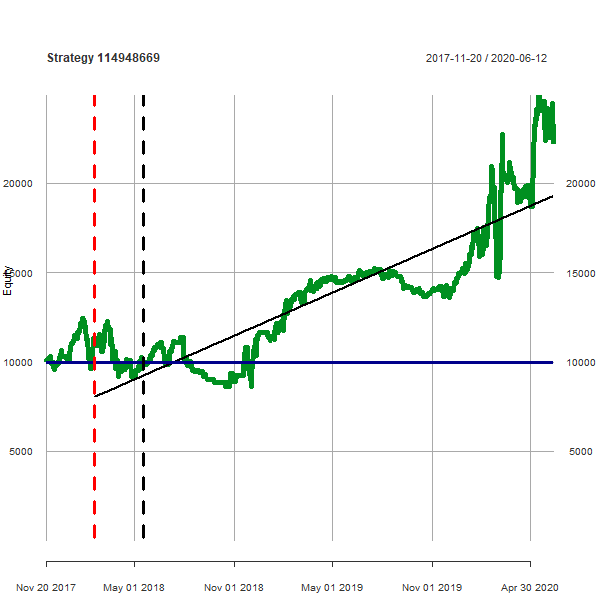 Strategy 114948669
2017-11-20 / 2020-06-12
20000
20000
Equity
15000
15000
10000
10000
5000
5000
Nov 20 2017
May 01 2018
Nov 01 2018
May 01 2019
Nov 01 2019
Apr 30 2020